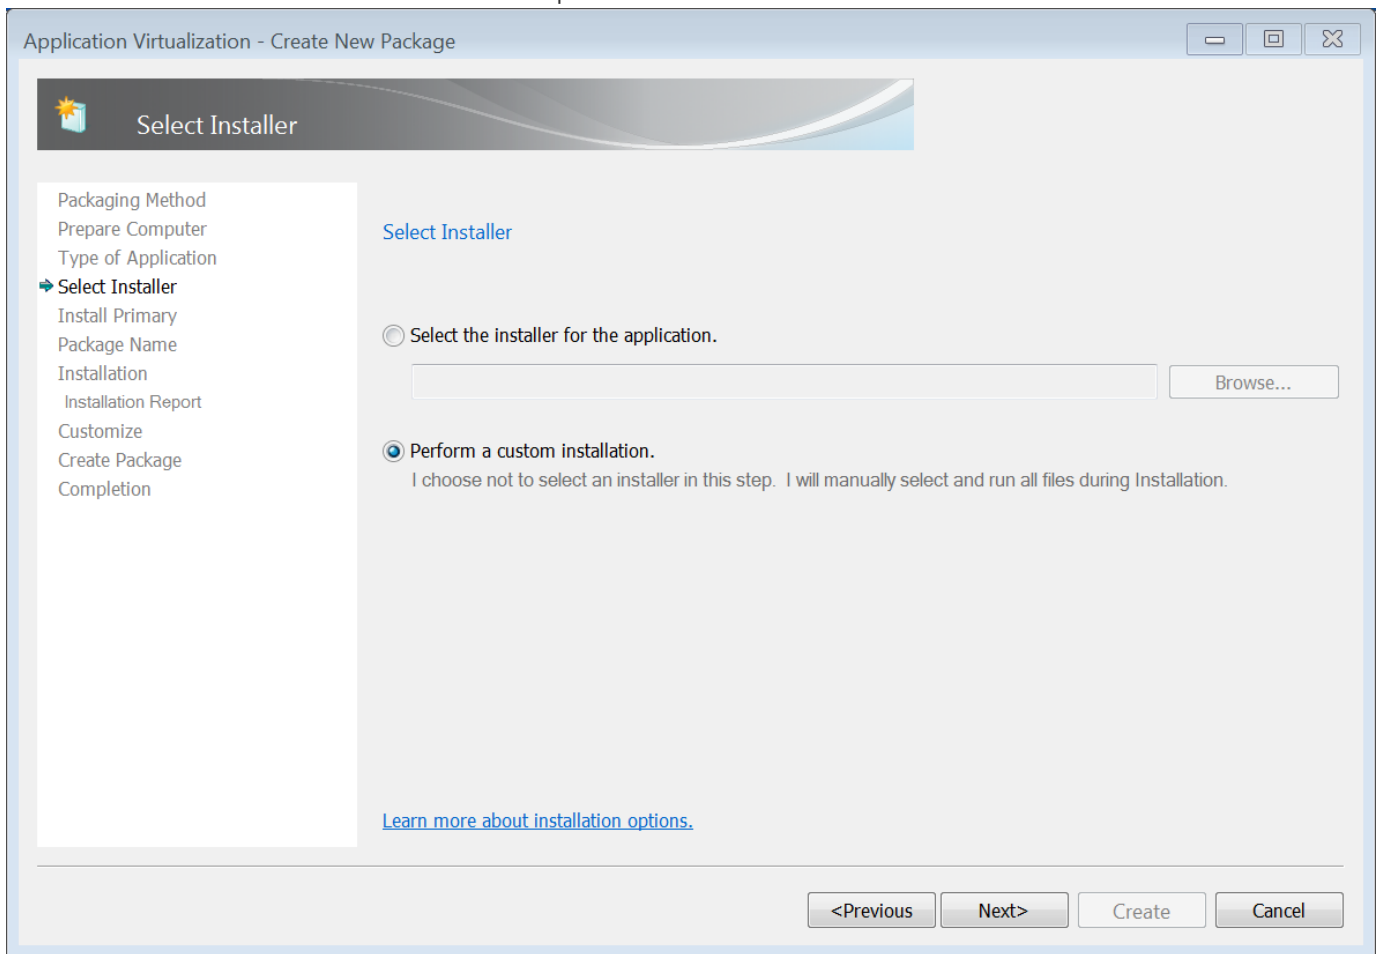 Application Virtualization - Create New Package
Select Installer
Packaging Method
Prepare Computer
Type of Application
Select Installer
Install Primary
Package Name
Installation
Installation Report
Customize
Create Package
Completion
Select Installer
Select the installer for the application.
Browse...
Perform a custom installation.
I choose not to select an installer in this step.  I will manually select and run all files during Installation.
Learn more about installation options.
<Previous
Next>
Create
Cancel